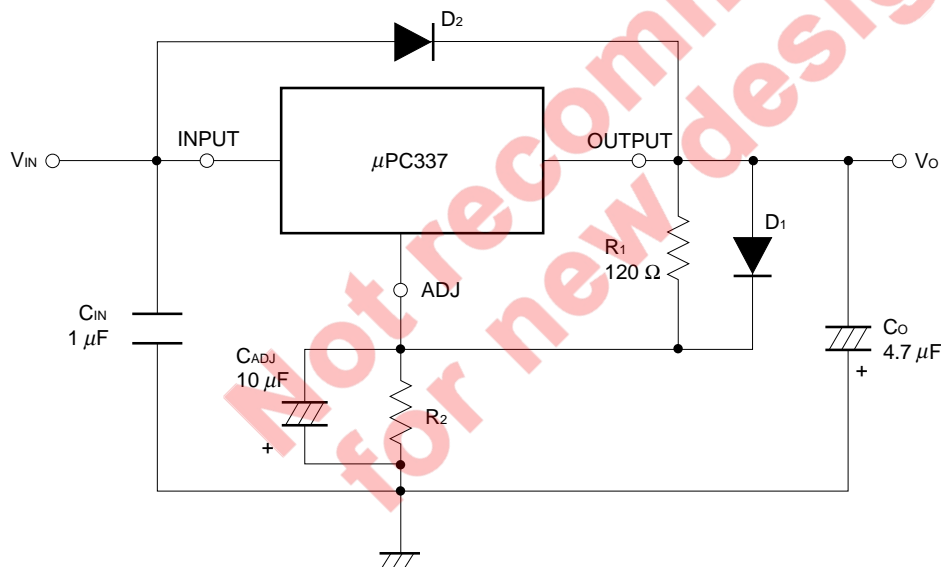 D2
INPUT
OUTPUT
VIN
μPC337
VO
R1
120 Ω
D1
ADJ
CIN
1 μF
CADJ
10 μF
+
R2
CO
4.7 μF
+
Not recomm
for new design